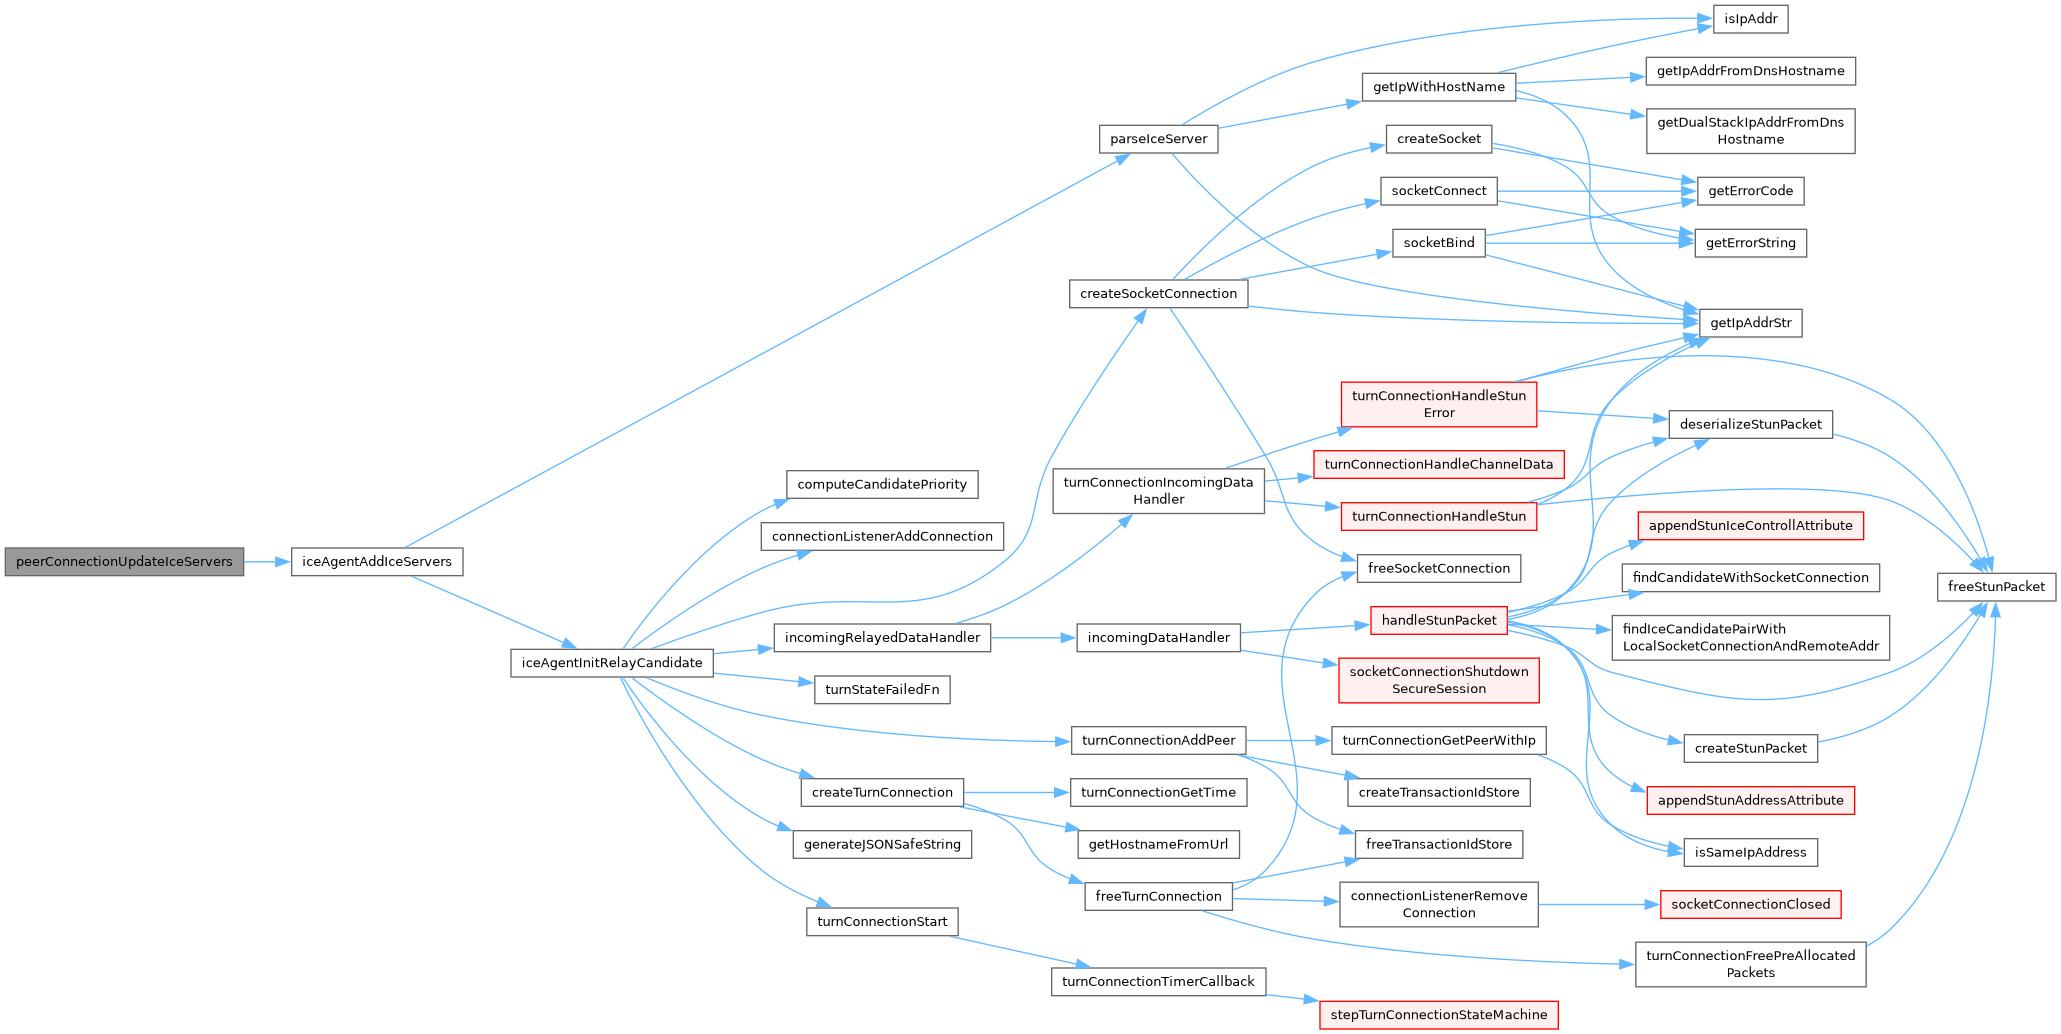 isIpAddr
getIpAddrFromDnsHostname
getIpWithHostName
getDualStackIpAddrFromDns
Hostname
parseIceServer
createSocket
socketConnect
getErrorCode
socketBind
getErrorString
createSocketConnection
getIpAddrStr
turnConnectionHandleStun
Error
deserializeStunPacket
turnConnectionHandleChannelData
computeCandidatePriority
turnConnectionIncomingData
Handler
turnConnectionHandleStun
appendStunIceControllAttribute
connectionListenerAddConnection
peerConnectionUpdateIceServers
iceAgentAddIceServers
freeSocketConnection
findCandidateWithSocketConnection
freeStunPacket
handleStunPacket
incomingRelayedDataHandler
incomingDataHandler
findIceCandidatePairWith
LocalSocketConnectionAndRemoteAddr
iceAgentInitRelayCandidate
socketConnectionShutdown
SecureSession
turnStateFailedFn
turnConnectionAddPeer
turnConnectionGetPeerWithIp
createStunPacket
createTurnConnection
turnConnectionGetTime
createTransactionIdStore
appendStunAddressAttribute
generateJSONSafeString
getHostnameFromUrl
freeTransactionIdStore
isSameIpAddress
freeTurnConnection
connectionListenerRemove
Connection
socketConnectionClosed
turnConnectionStart
turnConnectionFreePreAllocated
Packets
turnConnectionTimerCallback
stepTurnConnectionStateMachine